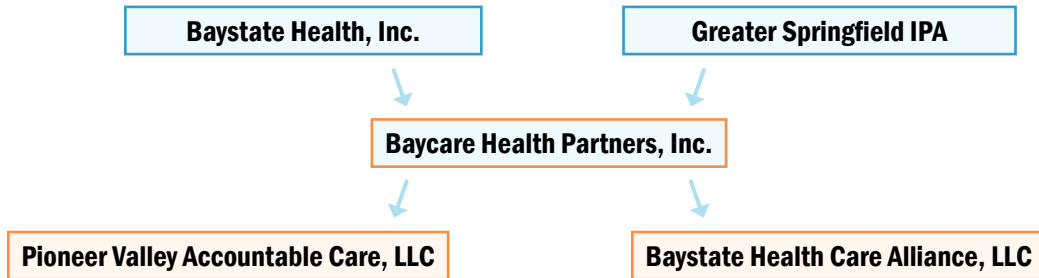 Baystate Health, Inc.
Greater Springfield IPA
Baycare Health Partners, Inc.
Pioneer Valley Accountable Care, LLC
Baystate Health Care Alliance, LLC